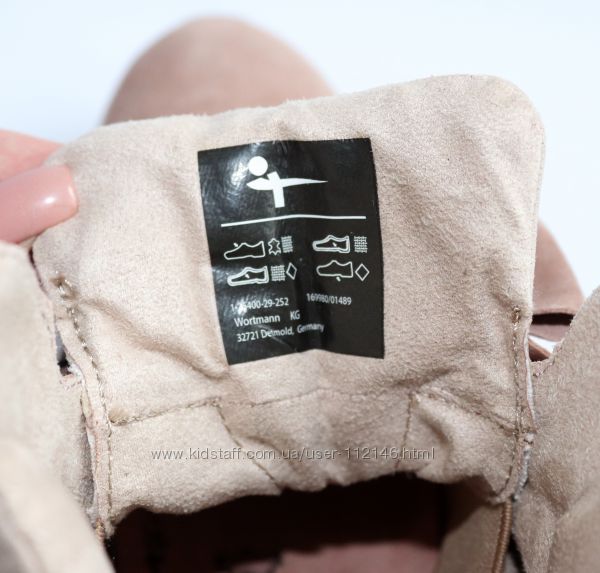 1-25400-29-252 169980/01489
Wortmann KG
32721 Detmold, Germany
www.kidstaff.com.ua/user-112146.html